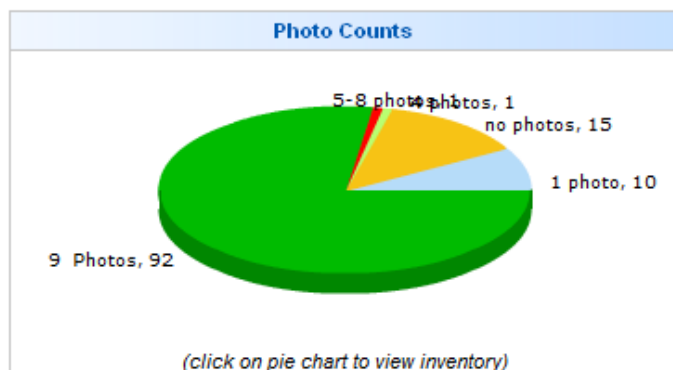 Photo Counts
5-8 photos, 1
4 photos, 1
no photos, 15
1 photo, 10
9 Photos, 92
(click on pie chart to view inventory)